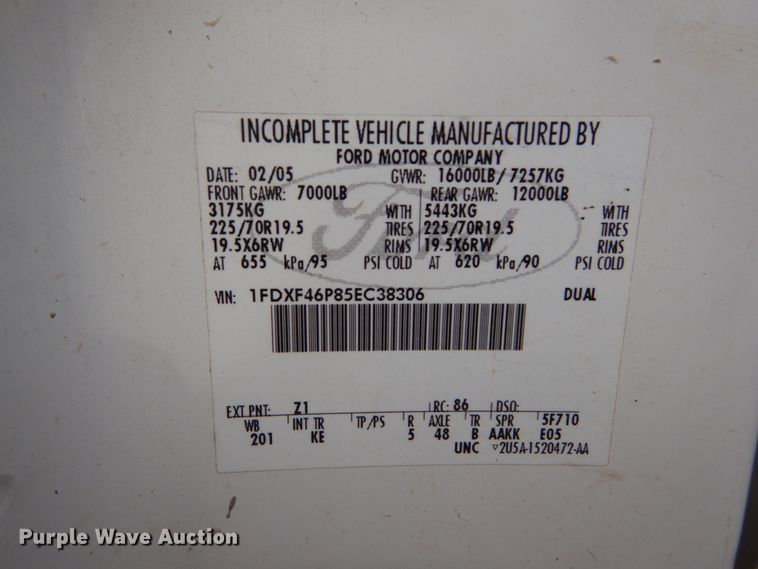 INCOMPLETE VEHICLE MANUFACTURED BY
FORD MOTOR COMPANY
DATE: 02/05 GVWR: 16000LB/ 7257KG
FRONT GAWR: 7000LB REAR GAWR: 12000LB
3175KG WITH 5443KG WITH
225/70R19.5 TIRES 225/70R19.5 TIRES
19.5X6RW RIMS 19.5X6RW RIMS
AT 655 kPa/95 PSI COLD AT 620 kPa/90 PSI COLD
Ford
VIN: 1FDXF46P85EC38306 DUAL
EXT PNT: Z1 RC: 86 DSO:
WB INT TR TP/PS R AXLE TR SPR 5F710
201 KE 5 48 B AAKK E05
UNC ▽2U5A-1520472-AA
Purple Wave Auction